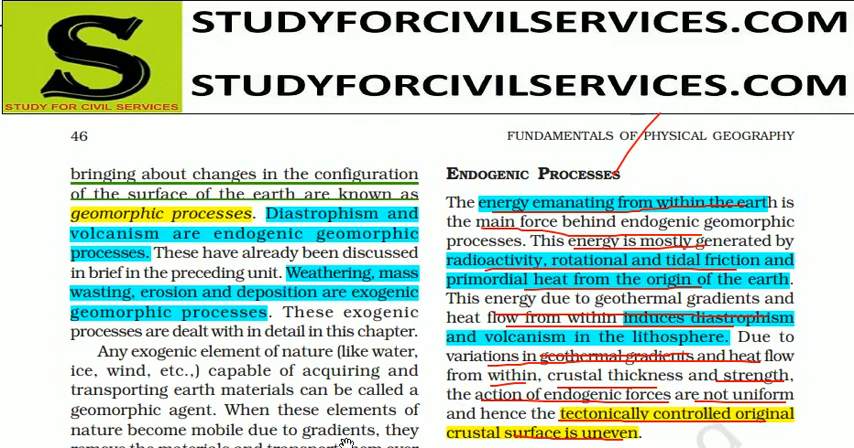 STUDYFORCIVILSERVICES.COM
STUDYFORCIVILSERVICES.COM
S
STUDY FOR CIVIL SERVICES
46
FUNDAMENTALS OF PHYSICAL GEOGRAPHY
bringing about changes in the configuration
of the surface of the earth are known as
geomorphic processes. Diastrophism and
volcanism are endogenic geomorphic
processes. These have already been discussed
in brief in the preceding unit. Weathering, mass
wasting, erosion and deposition are exogenic
geomorphic processes. These exogenic
processes are dealt with in detail in this chapter.
Any exogenic element of nature (like water,
ice, wind, etc.,) capable of acquiring and
transporting earth materials can be called a
geomorphic agent. When these elements of
nature become mobile due to gradients, they
remove the materials and transport them over
ENDOGENIC PROCESSES
The energy emanating from within the earth is
the main force behind endogenic geomorphic
processes. This energy is mostly generated by
radioactivity, rotational and tidal friction and
primordial heat from the origin of the earth.
This energy due to geothermal gradients and
heat flow from within induces diastrophism
and volcanism in the lithosphere. Due to
variations in geothermal gradients and heat flow
from within, crustal thickness and strength,
the action of endogenic forces are not uniform
and hence the tectonically controlled original
crustal surface is uneven.